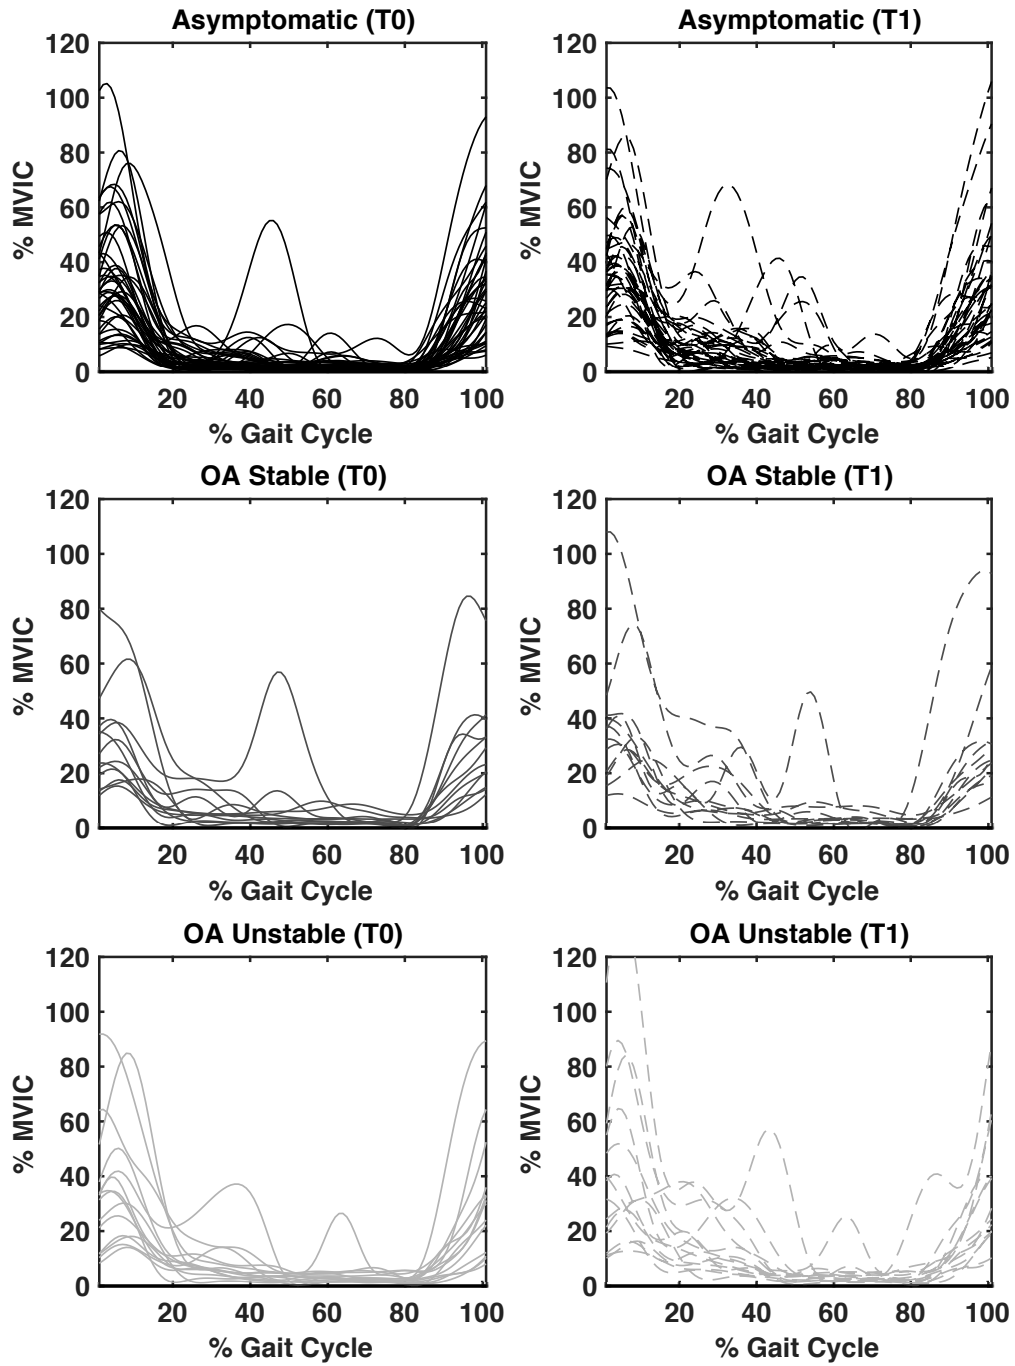 Asymptomatic (T0)
120
100
80
60
40
20
0
% MVIC
20 40 60 80 100
% Gait Cycle
Asymptomatic (T1)
120
100
80
60
40
20
0
% MVIC
20 40 60 80 100
% Gait Cycle
OA Stable (T0)
120
100
80
60
40
20
0
% MVIC
20 40 60 80 100
% Gait Cycle
OA Stable (T1)
120
100
80
60
40
20
0
% MVIC
20 40 60 80 100
% Gait Cycle
OA Unstable (T0)
120
100
80
60
40
20
0
% MVIC
20 40 60 80 100
% Gait Cycle
OA Unstable (T1)
120
100
80
60
40
20
0
% MVIC
20 40 60 80 100
% Gait Cycle